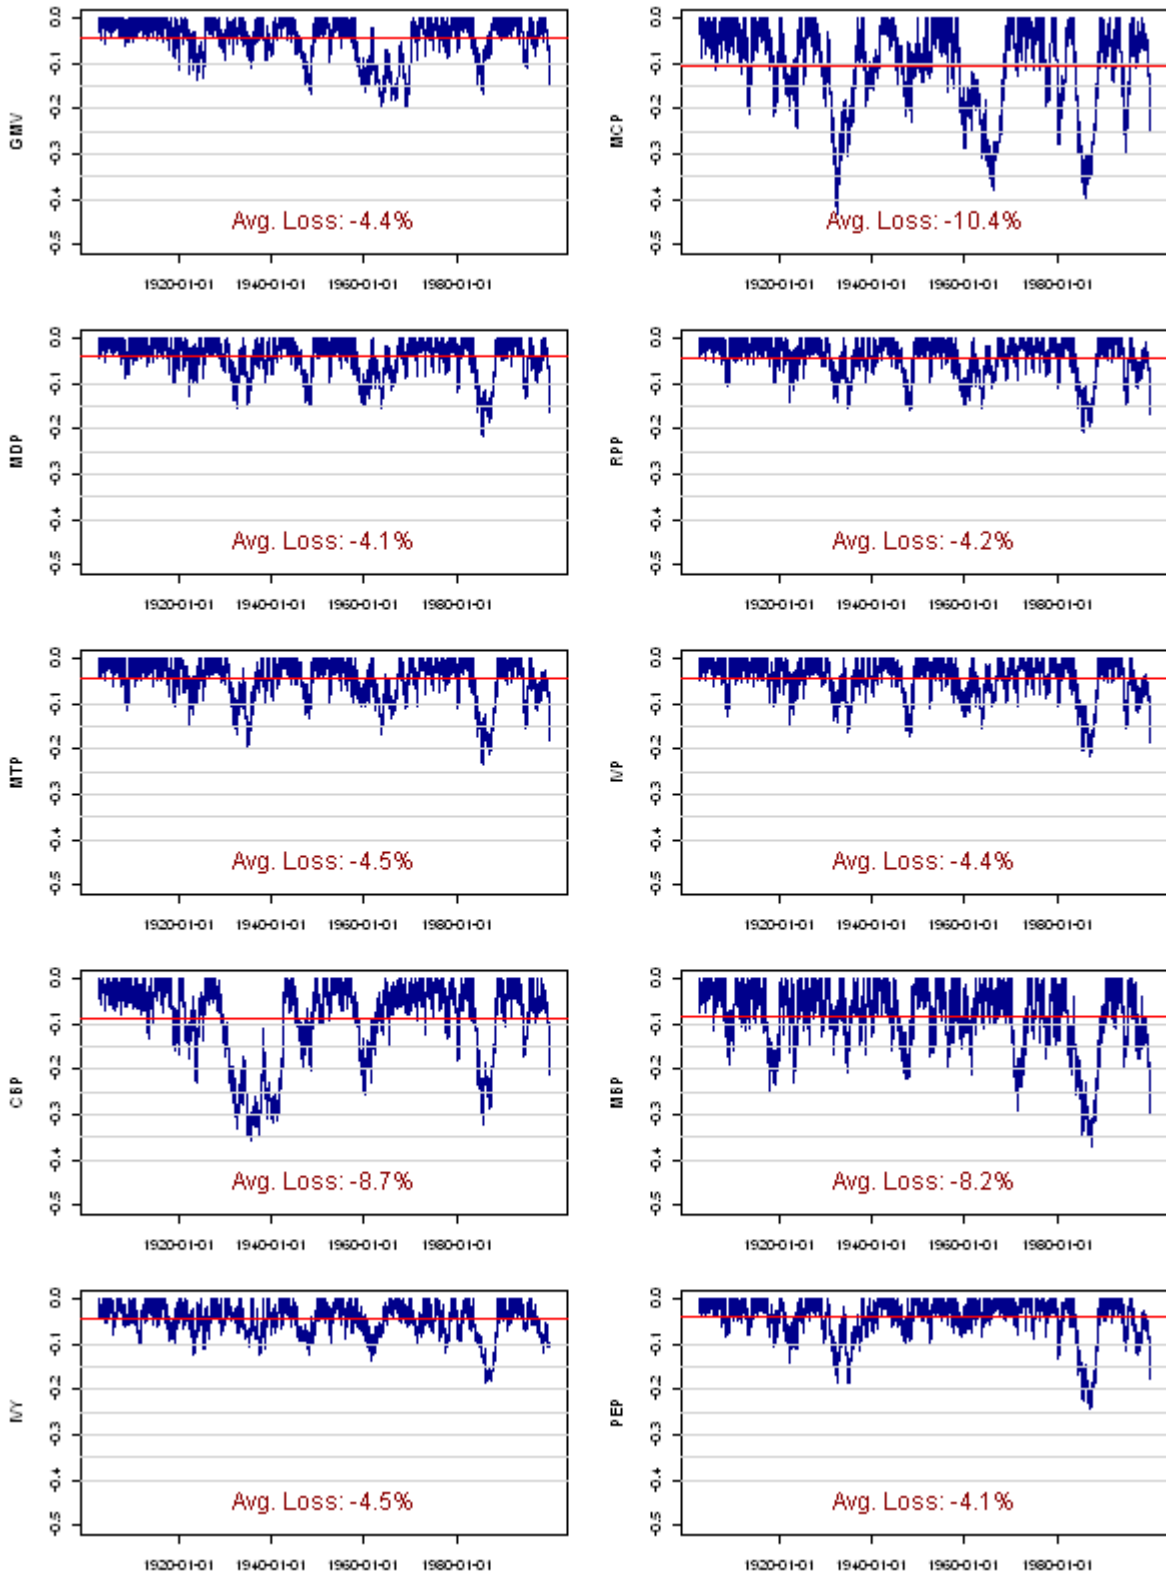 0.0 -0.1 -0.2 -0.3 -0.4 -0.5
GMV
Avg. Loss: -4.4%
1920-01-01 1940-01-01 1960-01-01 1980-01-01
0.0 -0.1 -0.2 -0.3 -0.4 -0.5
MCP
Avg. Loss: -10.4%
1920-01-01 1940-01-01 1960-01-01 1980-01-01
0.0 -0.1 -0.2 -0.3 -0.4 -0.5
MDP
Avg. Loss: -4.1%
1920-01-01 1940-01-01 1960-01-01 1980-01-01
0.0 -0.1 -0.2 -0.3 -0.4 -0.5
RPP
Avg. Loss: -4.2%
1920-01-01 1940-01-01 1960-01-01 1980-01-01
0.0 -0.1 -0.2 -0.3 -0.4 -0.5
MTP
Avg. Loss: -4.5%
1920-01-01 1940-01-01 1960-01-01 1980-01-01
0.0 -0.1 -0.2 -0.3 -0.4 -0.5
IVP
Avg. Loss: -4.4%
1920-01-01 1940-01-01 1960-01-01 1980-01-01
0.0 -0.1 -0.2 -0.3 -0.4 -0.5
CBP
Avg. Loss: -8.7%
1920-01-01 1940-01-01 1960-01-01 1980-01-01
0.0 -0.1 -0.2 -0.3 -0.4 -0.5
MBP
Avg. Loss: -8.2%
1920-01-01 1940-01-01 1960-01-01 1980-01-01
0.0 -0.1 -0.2 -0.3 -0.4 -0.5
IVY
Avg. Loss: -4.5%
1920-01-01 1940-01-01 1960-01-01 1980-01-01
0.0 -0.1 -0.2 -0.3 -0.4 -0.5
PEP
Avg. Loss: -4.1%
1920-01-01 1940-01-01 1960-01-01 1980-01-01